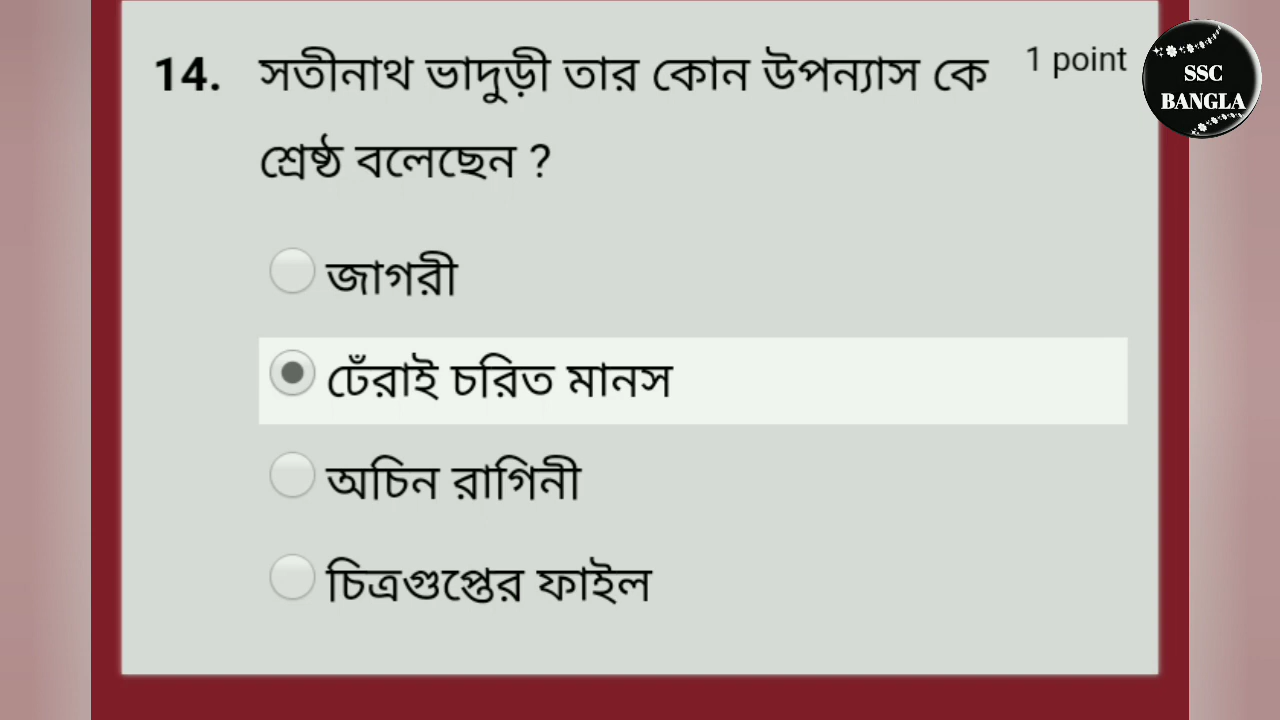 14. সতীনাথ ভাদুড়ী তার কোন উপন্যাস কে 1 point
শ্রেষ্ঠ বলেছেন ?
জাগরী
ঢেঁরাই চরিত মানস
অচিন রাগিনী
চিত্রগুপ্তের ফাইল
SSC
BANGLA